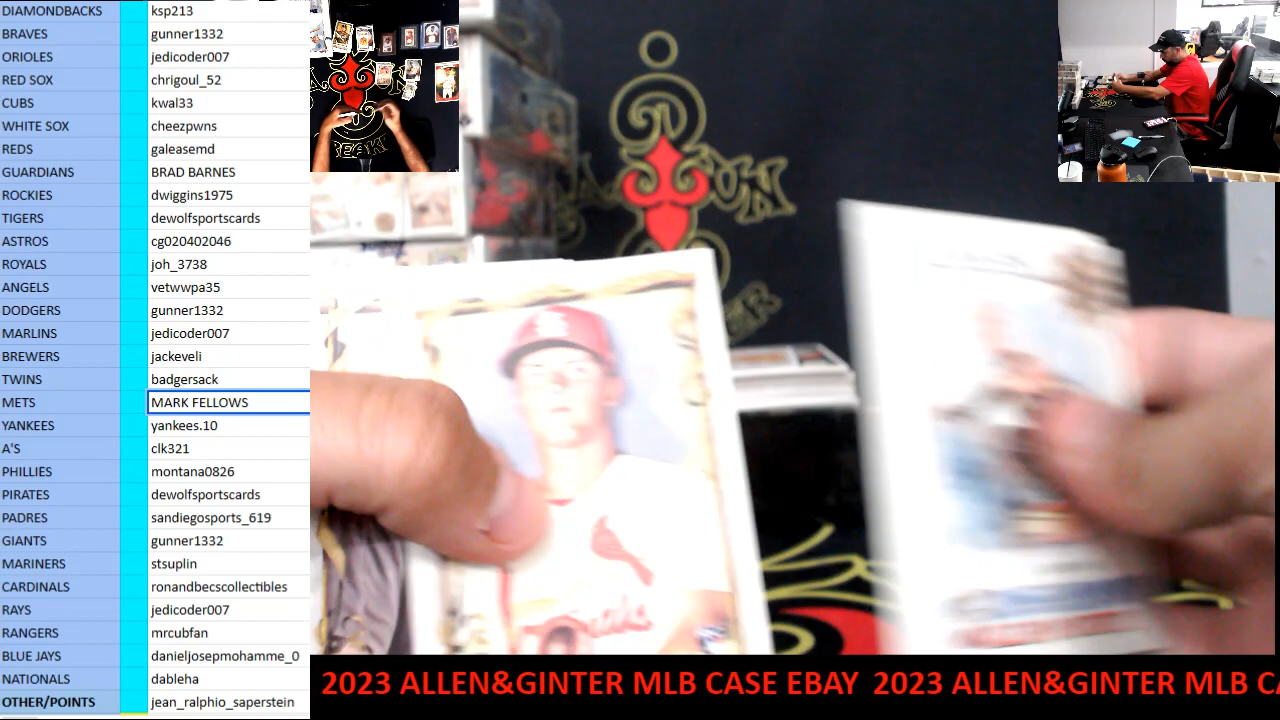 DIAMONDBACKS ksp213
BRAVES gunner1332
ORIOLES jedicoder007
RED SOX chrigoul_52
CUBS kwal33
WHITE SOX cheezpwns
REDS galeasemd
GUARDIANS BRAD BARNES
ROCKIES dwiggins1975
TIGERS dewolfsportscards
ASTROS cg020402046
ROYALS joh_3738
ANGELS vetwwpa35
DODGERS gunner1332
MARLINS jedicoder007
BREWERS jackeveli
TWINS badgersack
METS MARK FELLOWS
YANKEES yankees.10
A'S clk321
PHILLIES montana0826
PIRATES dewolfsportscards
PADRES sandiegosports_619
GIANTS gunner1332
MARINERS stsuplin
CARDINALS ronandbecscollectibles
RAYS jedicoder007
RANGERS mrcubfan
BLUE JAYS danieljosepmohamme_0
NATIONALS dableha
OTHER/POINTS jean_ralphio_saperstein
2023 ALLEN&GINTER MLB CASE EBAY 2023 ALLEN&GINTER MLB CA